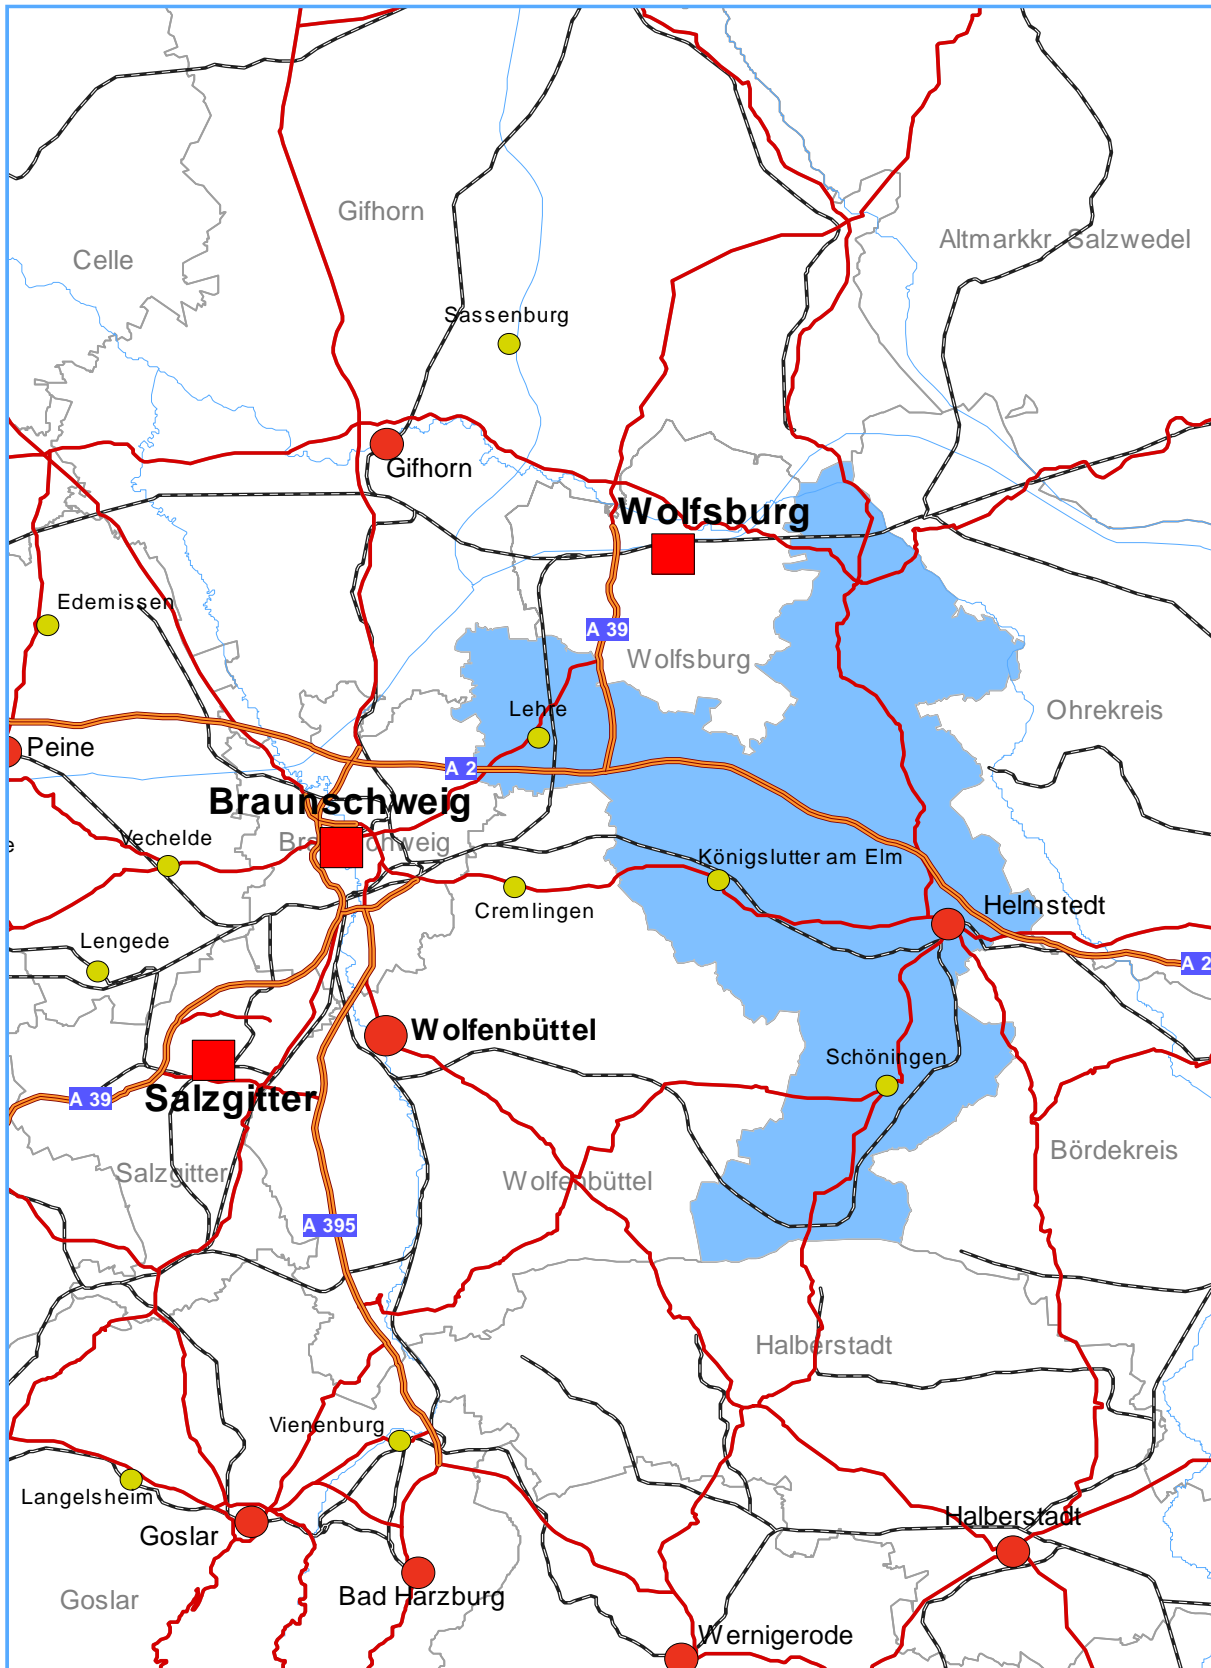 Gifhorn
Altmarkkr. Salzwedel
Celle
Sassenburg
Gifhorn
Wolfsburg
Edemissen
A 39
Wolfsburg
Lehre
Ohrekreis
Peine
A 2
Braunschweig
Vechelde
Braunschweig
e
Königslutter am Elm
Cremlingen
Helmstedt
Lengede
A 2
Wolfenbüttel
Schöningen
A 39
Salzgitter
Salzgitter
Wolfenbüttel
Bördekreis
A 395
Halberstadt
Vienenburg
Langelsheim
Goslar
Halberstadt
Goslar
Bad Harzburg
Wernigerode